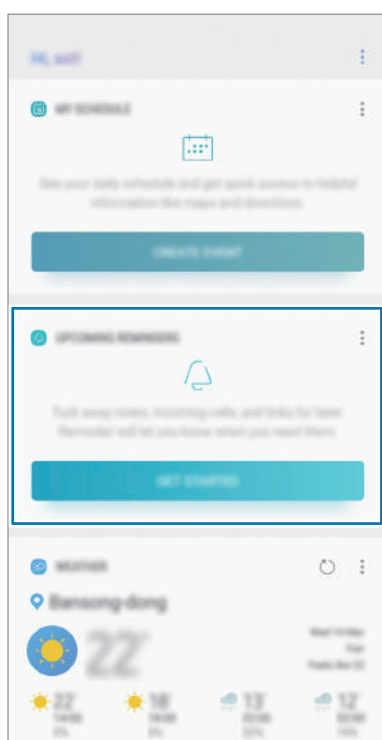 MY SCHEDULE
See your daily schedule and get quick access to helpful
information like maps and directions.
CREATE EVENT
UPCOMING REMINDERS
Tuck away notes, incoming calls, and links for later.
Reminder will let you know when you need them.
GET STARTED
WEATHER
Bansong-dong
22°
22° 18° 13° 12°